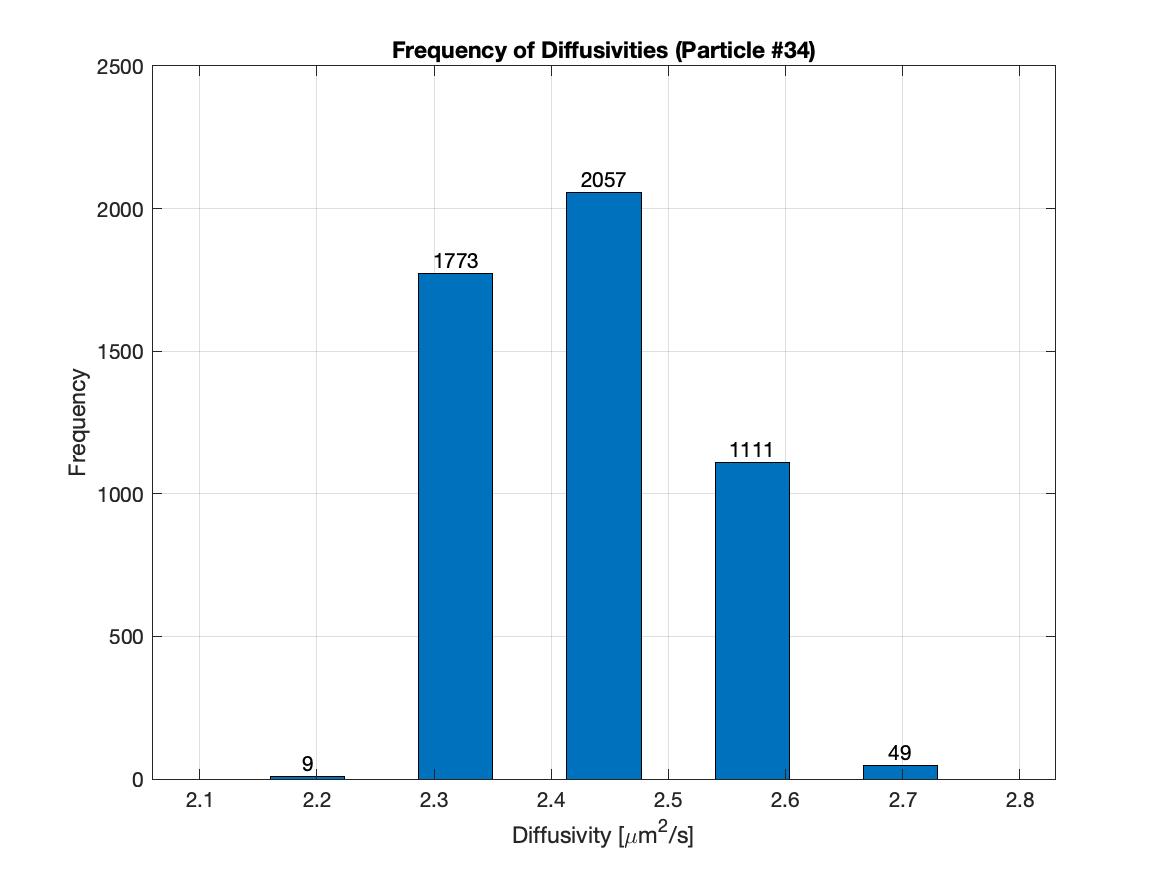 Frequency of Diffusivities (Particle #34)
2500
2000
1500
1000
500
0
Frequency
9
1773
2057
1111
49
2.1 2.2 2.3 2.4 2.5 2.6 2.7 2.8
Diffusivity [μm²/s]